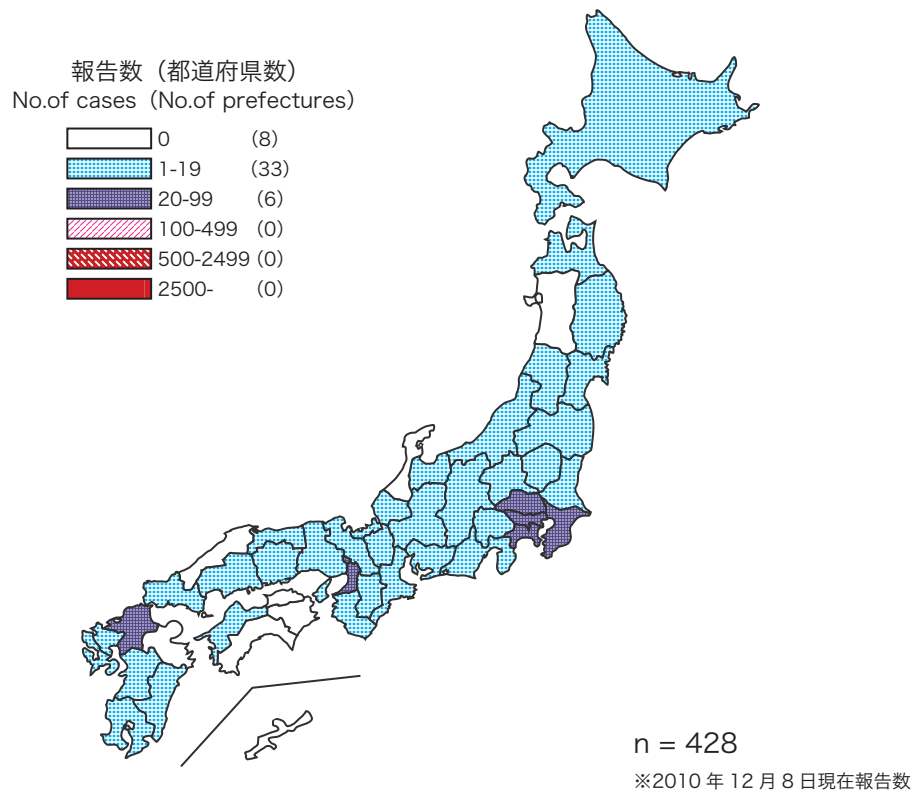 報告数（都道府県数）
No.of cases（No.of prefectures）
0 （8）
1-19 （33）
20-99 （6）
100-499 （0）
500-2499（0）
2500- （0）
n = 428
※2010 年 12 月 8 日現在報告数